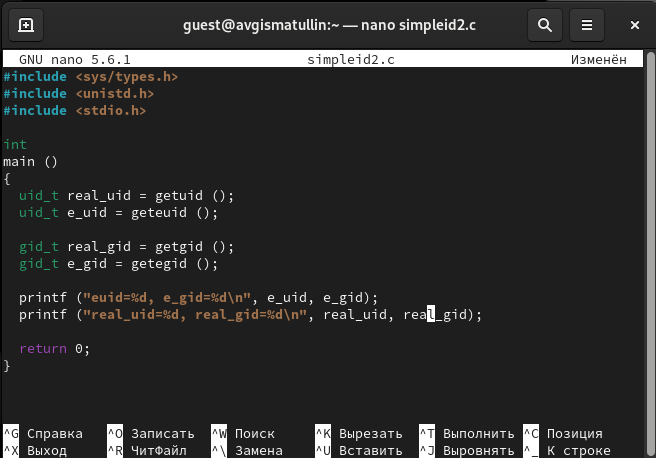 guest@avgismatullin:~ — nano simpleid2.c
GNU nano 5.6.1 simpleid2.c Изменён
#include <sys/types.h>
#include <unistd.h>
#include <stdio.h>
int
main ()
{
  uid_t real_uid = getuid ();
  uid_t e_uid = geteuid ();
  gid_t real_gid = getgid ();
  gid_t e_gid = getegid ();
  printf ("euid=%d, e_gid=%d\n", e_uid, e_gid);
  printf ("real_uid=%d, real_gid=%d\n", real_uid, real_gid);
  return 0;
}
^G Справка ^O Записать ^W Поиск ^K Вырезать ^T Выполнить ^C Позиция
^X Выход ^R ЧитФайл ^\ Замена ^U Вставить ^J Выровнять ^_ К строке